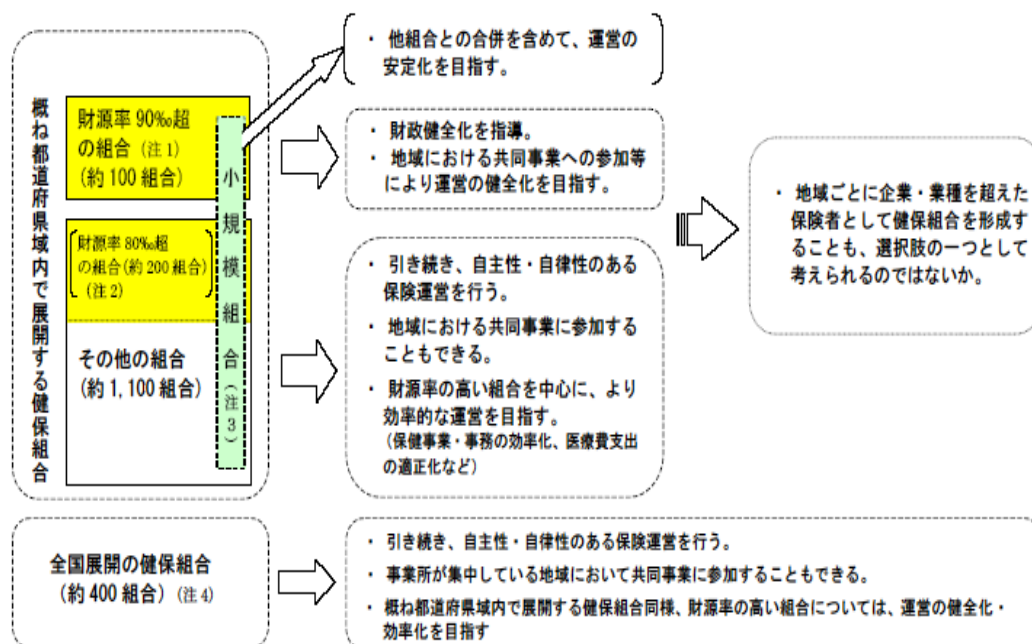 ・ 他組合との合併を含めて、運営の
安定化を目指す。
概ね都道府県域内で展開する健保組合
財源率 90‰超
の組合 (注 1)
(約 100 組合)
小規模組合(注3)
・ 財政健全化を指導。
・ 地域における共同事業への参加等
により運営の健全化を目指す。
・ 地域ごとに企業・業種を超えた
保険者として健保組合を形成す
ることも、選択肢の一つとして
考えられるのではないか。
財源率 80‰超
の組合(約 200 組合)
(注 2)
その他の組合
(約 1,100 組合)
・ 引き続き、自主性・自律性のある
保険運営を行う。
・ 地域における共同事業に参加する
こともできる。
・ 財源率の高い組合を中心に、より
効率的な運営を目指す。
(保健事業・事務の効率化、医療費支出
の適正化など)
全国展開の健保組合
(約 400 組合) (注 4)
・ 引き続き、自主性・自律性のある保険運営を行う。
・ 事業所が集中している地域において共同事業に参加することもできる。
・ 概ね都道府県域内で展開する健保組合同様、財源率の高い組合については、運営の健全化・
効率化を目指す